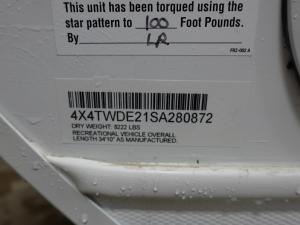 This unit has been torqued using the
star pattern to 100 Foot Pounds.
By LR
FR2-002 A
4X4TWDE21SA280872
DRY WEIGHT: 8222 LBS
RECREATIONAL VEHICLE OVERALL
LENGTH 34'10" AS MANUFACTURED.